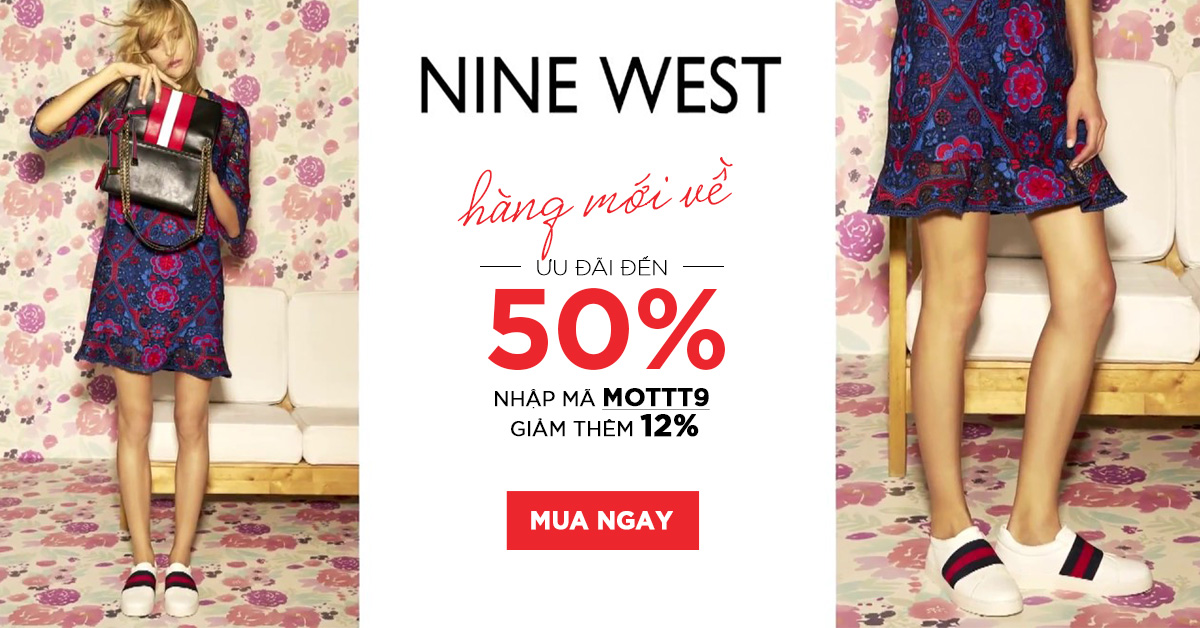 NINE WEST
hàng mới về
ƯU ĐÃI ĐẾN
50%
NHẬP MÃ MOTTT9
GIẢM THÊM 12%
MUA NGAY